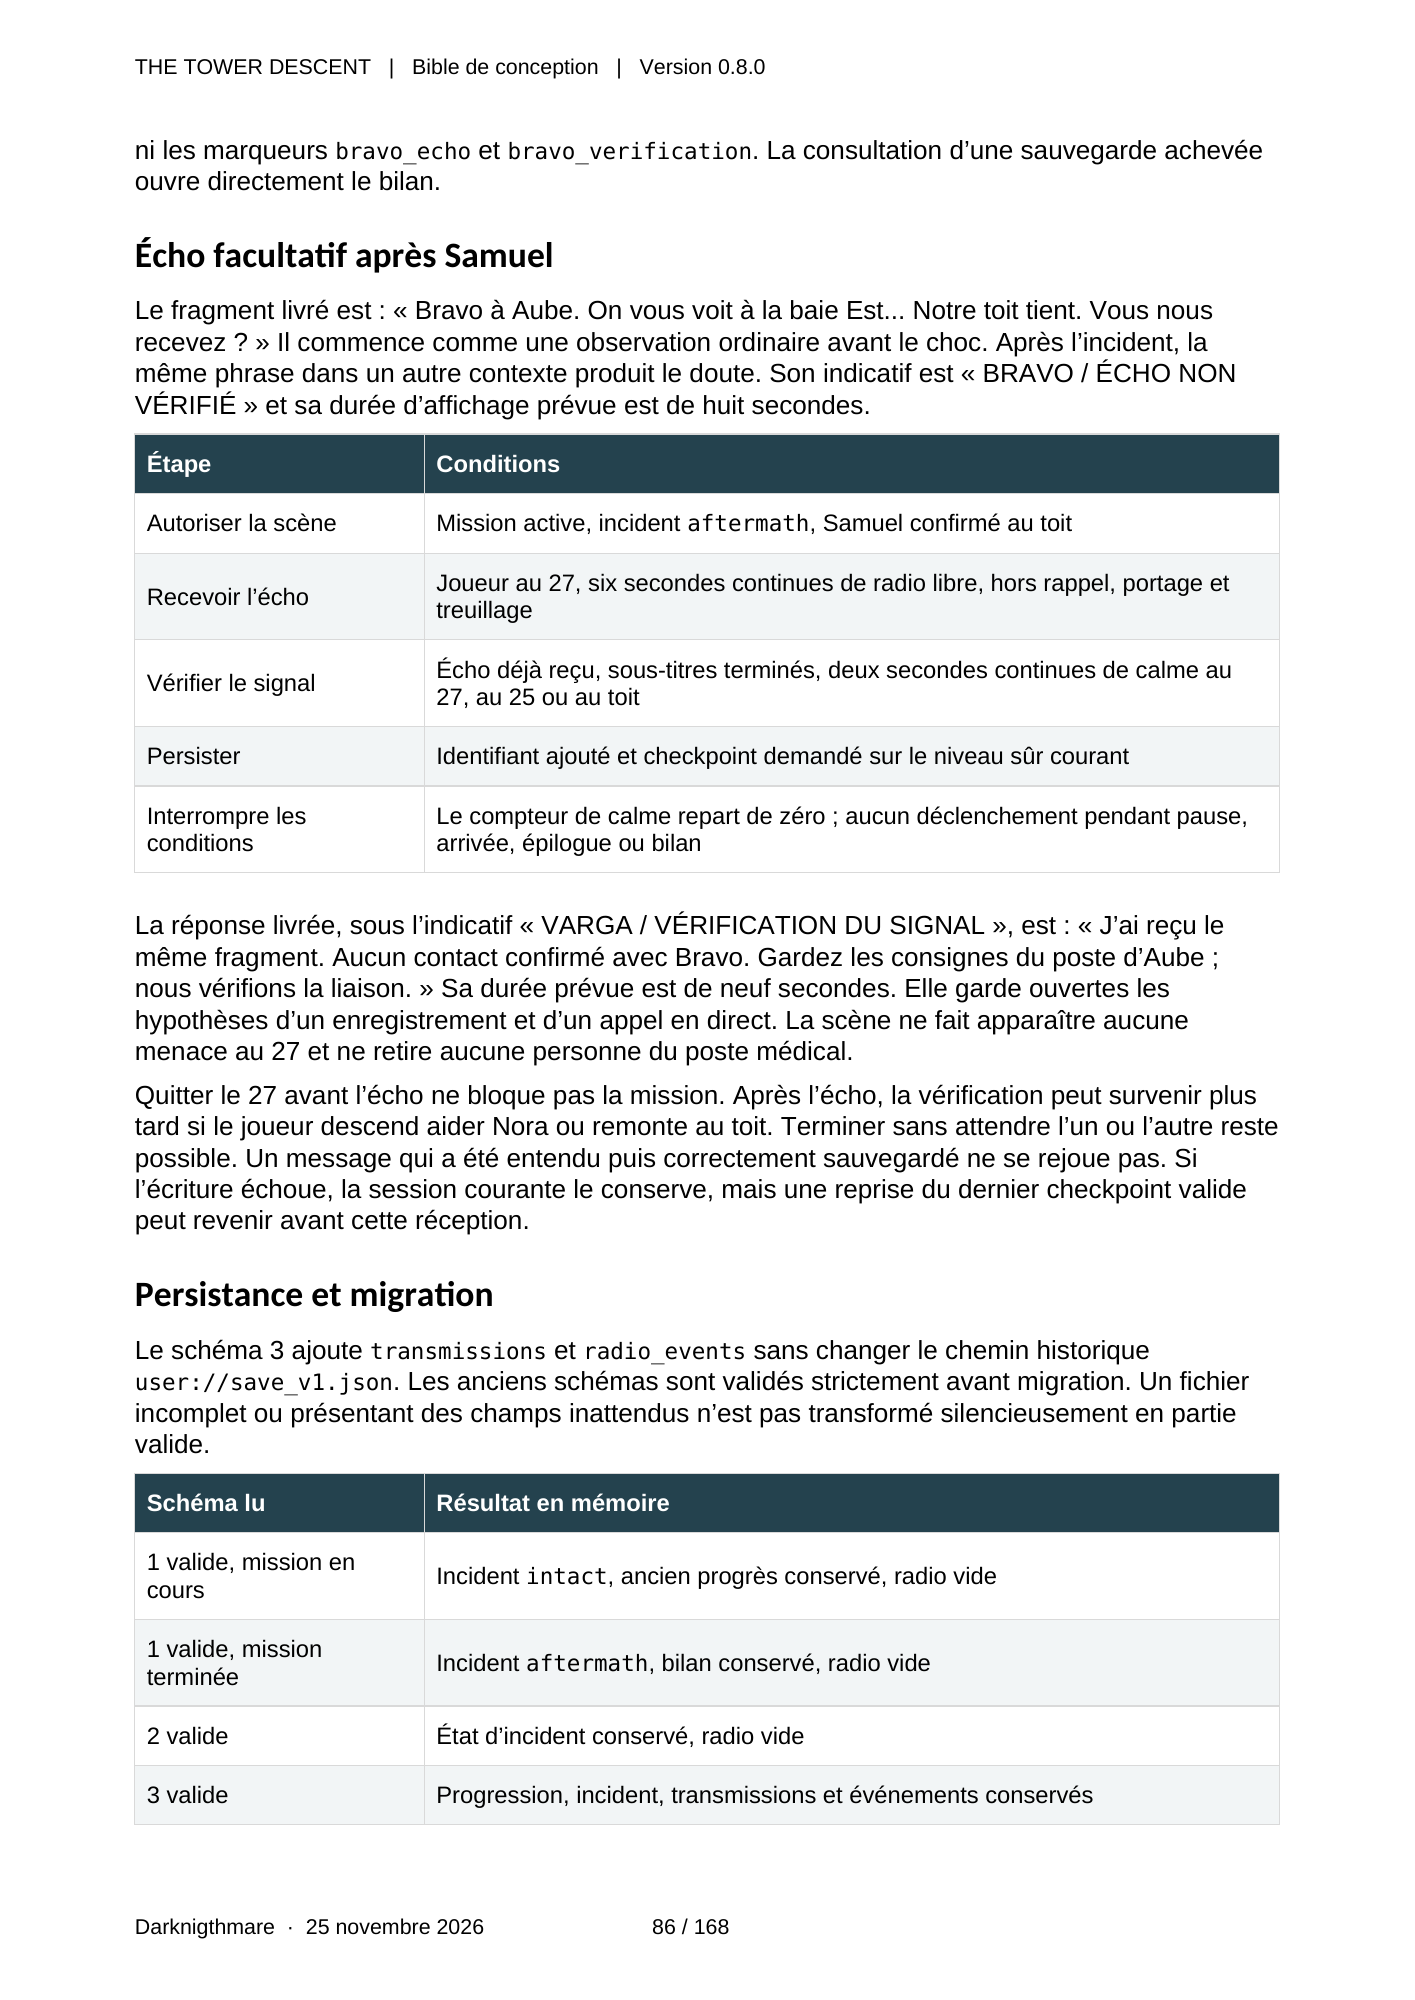 THE TOWER DESCENT | Bible de conception | Version 0.8.0
ni les marqueurs bravo_echo et bravo_verification. La consultation d’une sauvegarde achevée
ouvre directement le bilan.
Écho facultatif après Samuel
Le fragment livré est : « Bravo à Aube. On vous voit à la baie Est... Notre toit tient. Vous nous
recevez ? » Il commence comme une observation ordinaire avant le choc. Après l’incident, la
même phrase dans un autre contexte produit le doute. Son indicatif est « BRAVO / ÉCHO NON
VÉRIFIÉ » et sa durée d’affichage prévue est de huit secondes.
Étape Conditions
Autoriser la scène Mission active, incident aftermath, Samuel confirmé au toit
Recevoir l’écho Joueur au 27, six secondes continues de radio libre, hors rappel, portage et
treuillage
Vérifier le signal Écho déjà reçu, sous-titres terminés, deux secondes continues de calme au
27, au 25 ou au toit
Persister Identifiant ajouté et checkpoint demandé sur le niveau sûr courant
Interrompre les
conditions
Le compteur de calme repart de zéro ; aucun déclenchement pendant pause,
arrivée, épilogue ou bilan
La réponse livrée, sous l’indicatif « VARGA / VÉRIFICATION DU SIGNAL », est : « J’ai reçu le
même fragment. Aucun contact confirmé avec Bravo. Gardez les consignes du poste d’Aube ;
nous vérifions la liaison. » Sa durée prévue est de neuf secondes. Elle garde ouvertes les
hypothèses d’un enregistrement et d’un appel en direct. La scène ne fait apparaître aucune
menace au 27 et ne retire aucune personne du poste médical.
Quitter le 27 avant l’écho ne bloque pas la mission. Après l’écho, la vérification peut survenir plus
tard si le joueur descend aider Nora ou remonte au toit. Terminer sans attendre l’un ou l’autre reste
possible. Un message qui a été entendu puis correctement sauvegardé ne se rejoue pas. Si
l’écriture échoue, la session courante le conserve, mais une reprise du dernier checkpoint valide
peut revenir avant cette réception.
Persistance et migration
Le schéma 3 ajoute transmissions et radio_events sans changer le chemin historique
user://save_v1.json. Les anciens schémas sont validés strictement avant migration. Un fichier
incomplet ou présentant des champs inattendus n’est pas transformé silencieusement en partie
valide.
Schéma lu Résultat en mémoire
1 valide, mission en
cours
Incident intact, ancien progrès conservé, radio vide
1 valide, mission
terminée
Incident aftermath, bilan conservé, radio vide
2 valide État d’incident conservé, radio vide
3 valide Progression, incident, transmissions et événements conservés
Darknigthmare · 25 novembre 2026 86 / 168